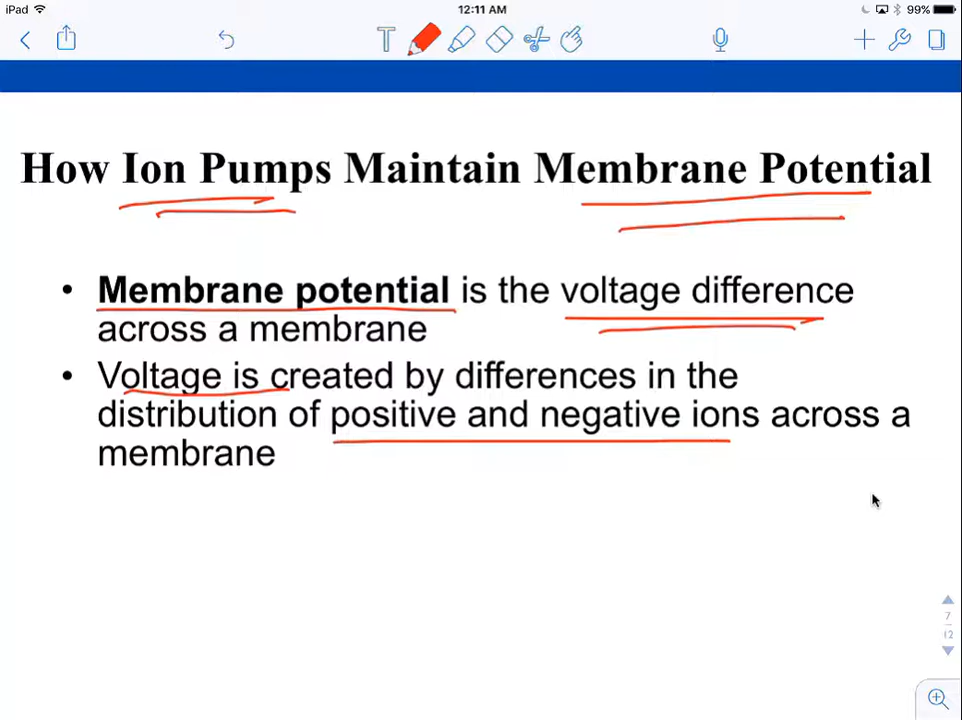 iPad 12:11 AM 99%
T
How Ion Pumps Maintain Membrane Potential
• Membrane potential is the voltage difference
across a membrane
• Voltage is created by differences in the
distribution of positive and negative ions across a
membrane
7
12